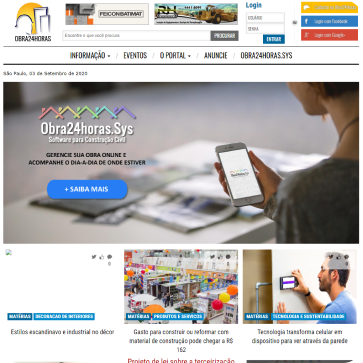 OBRA24HORAS
FEICONBATIMAT
RH
Login
USUÁRIO
SENHA
ENTRAR
Login com Facebook
Login com Google+
Encontre o que você procura
PROCURAR
INFORMAÇÃO / EVENTOS / O PORTAL / ANUNCIE / OBRA24HORAS.SYS
São Paulo, 03 de Setembro de 2020
Obra24horas.Sys
Software para Construção Civil
GERENCIE SUA OBRA ONLINE E
ACOMPANHE O DIA-A-DIA DE ONDE ESTIVER
+ SAIBA MAIS
MATÉRIAS DECORACAO DE INTERIORES
MATÉRIAS PRODUTOS E SERVICOS
MATÉRIAS TECNOLOGIA E SUSTENTABILIDADE
Estilos escandinavo e industrial no décor
Gasto para construir ou reformar com
material de construção pode chegar a R$
162
Tecnologia transforma celular em
dispositivo para ver através da parede
Projeto de lei sobre a terceirização